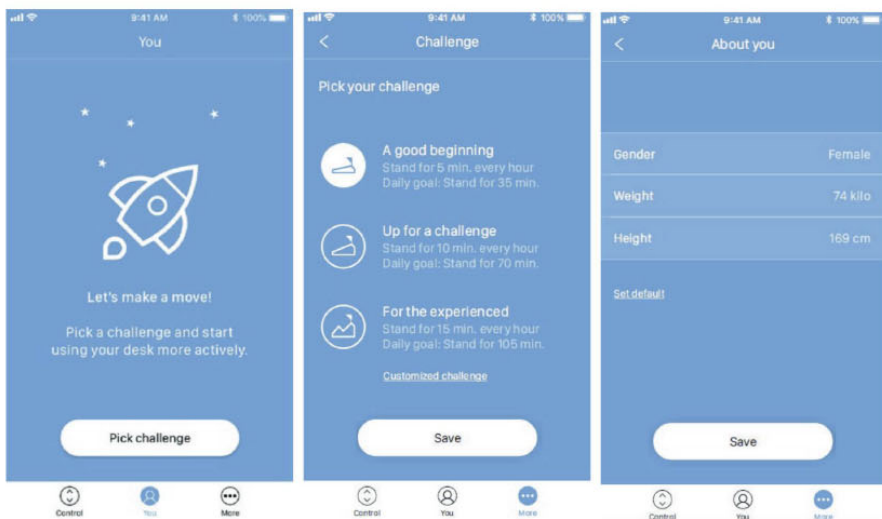 9:41 AM
100%
You
Let's make a move!
Pick a challenge and start
using your desk more actively.
Pick challenge
Control
You
More
9:41 AM
100%
Challenge
Pick your challenge
A good beginning
Stand for 5 min. every hour
Daily goal: Stand for 35 min.
Up for a challenge
Stand for 10 min. every hour
Daily goal: Stand for 70 min.
For the experienced
Stand for 15 min. every hour
Daily goal: Stand for 105 min.
Customized challenge
Save
Control
You
More
9:41 AM
100%
About you
Gender Female
Weight 74 kilo
Height 169 cm
Set default
Save
Control
You
More